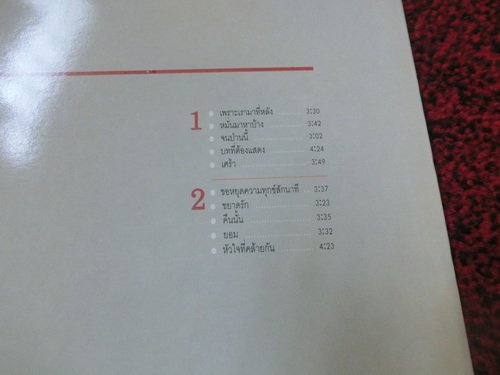 1
เพราะเรามาทีหลัง 3:30
หมั่นมาหาบ้าง 3:42
จนป่านนี้ 3:02
บทที่ต้องแสดง 4:24
เศร้า 3:49
2
ขอหยุดความทุกข์สักนาที 3:37
ขยาดรัก 3:23
คืนนั้น 3:35
ยอม 3:32
หัวใจที่คล้ายกัน 4:23